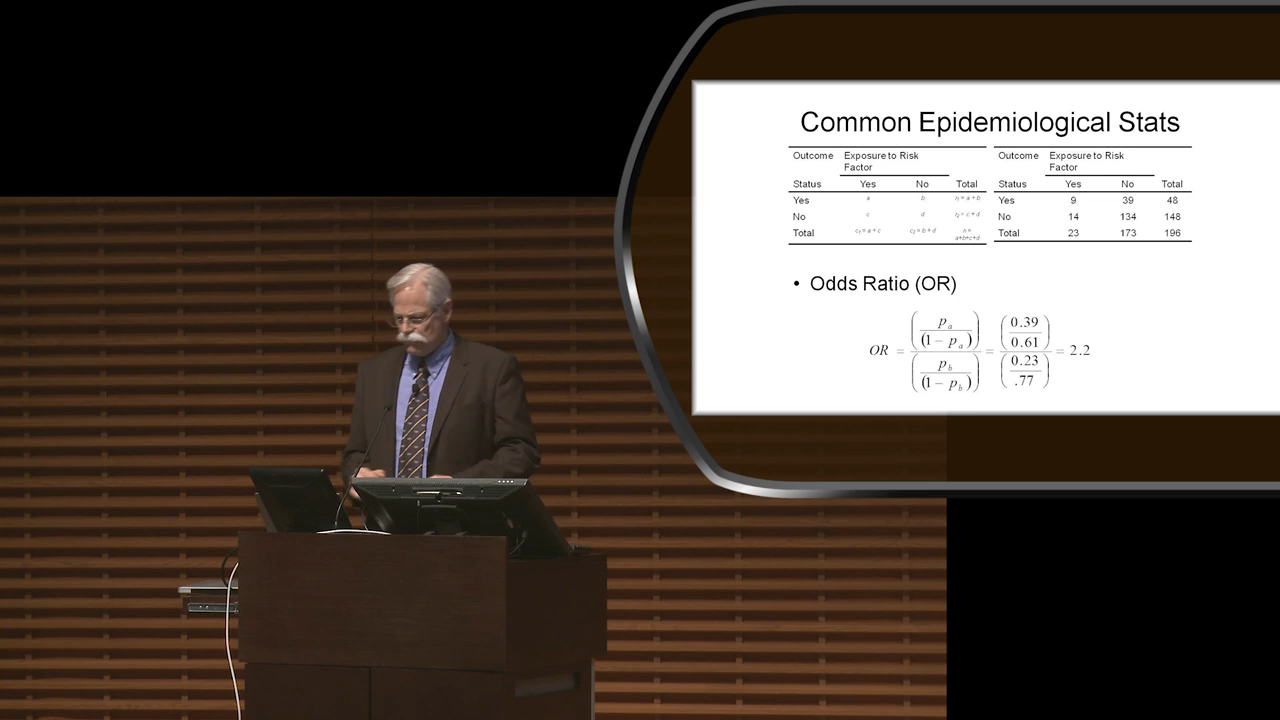 Common Epidemiological Stats
Outcome Exposure to Risk Factor
Status Yes No Total
Yes a b r₁ = a + b
No c d r₂ = c + d
Total c₁ = a + c c₂ = b + d n = a+b+c+d
Outcome Exposure to Risk Factor
Status Yes No Total
Yes 9 39 48
No 14 134 148
Total 23 173 196
• Odds Ratio (OR)
OR = (pₐ / (1 − pₐ)) / (p_b / (1 − p_b)) = (0.39 / 0.61) / (0.23 / .77) = 2.2